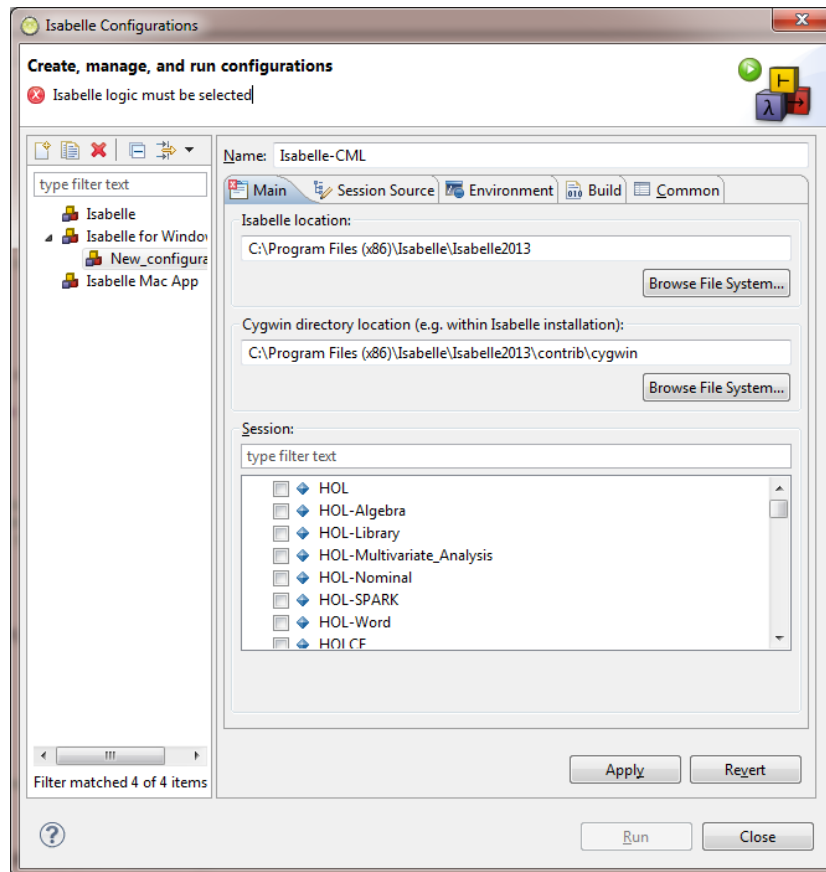 Isabelle Configurations
Create, manage, and run configurations
Isabelle logic must be selected
type filter text
Isabelle
Isabelle for Window
New_configura
Isabelle Mac App
Filter matched 4 of 4 items
Name: Isabelle-CML
Main Session Source Environment Build Common
Isabelle location:
C:\Program Files (x86)\Isabelle\Isabelle2013
Browse File System...
Cygwin directory location (e.g. within Isabelle installation):
C:\Program Files (x86)\Isabelle\Isabelle2013\contrib\cygwin
Browse File System...
Session:
type filter text
HOL
HOL-Algebra
HOL-Library
HOL-Multivariate_Analysis
HOL-Nominal
HOL-SPARK
HOL-Word
HOLCF
Apply Revert
Run Close